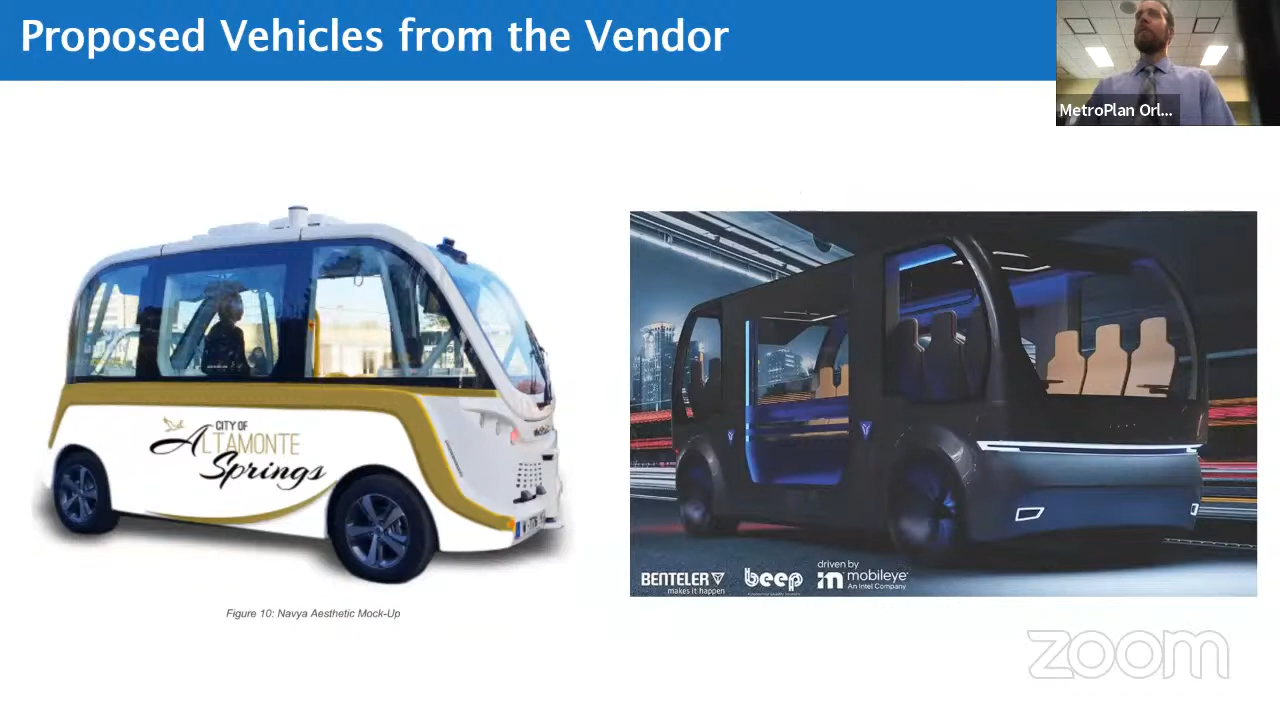 Proposed Vehicles from the Vendor
MetroPlan Orl...
CITY OF
ALTAMONTE
Springs
BENTELER
makes it happen
beep
driven by
mobileye
An Intel Company
Figure 10: Navya Aesthetic Mock-Up
zoom